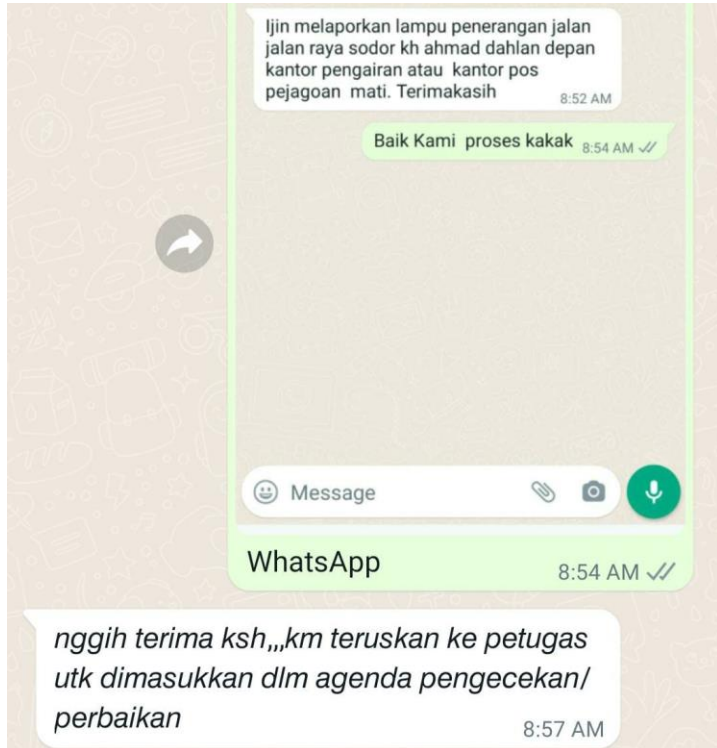 Ijin melaporkan lampu penerangan jalan
jalan raya sodor kh ahmad dahlan depan
kantor pengairan atau kantor pos
pejagoan mati. Terimakasih
8:52 AM
Baik Kami proses kakak 8:54 AM
Message
WhatsApp
8:54 AM
nggih terima ksh,,,km teruskan ke petugas
utk dimasukkan dlm agenda pengecekan/
perbaikan
8:57 AM